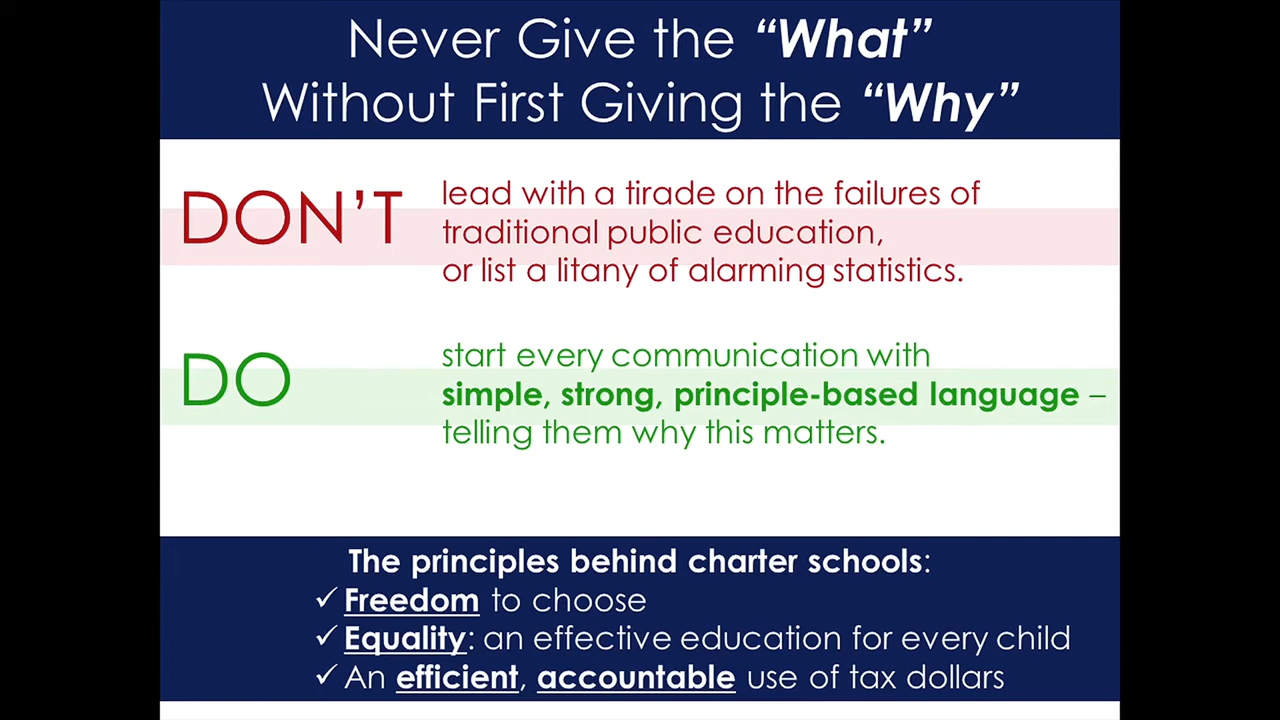 Never Give the “What”
Without First Giving the “Why”
DON’T
lead with a tirade on the failures of
traditional public education,
or list a litany of alarming statistics.
DO
start every communication with
simple, strong, principle-based language –
telling them why this matters.
The principles behind charter schools:
✓ Freedom to choose
✓ Equality: an effective education for every child
✓ An efficient, accountable use of tax dollars